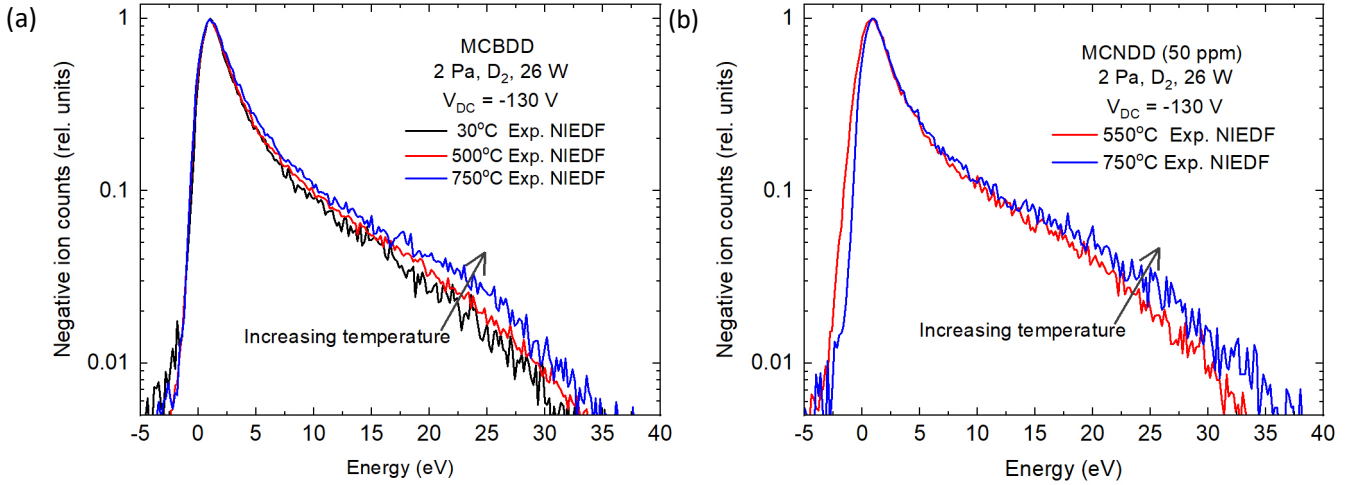 (a)
Negative ion counts (rel. units)
1
0.1
0.01
MCBDD
2 Pa, D₂, 26 W
V_DC = -130 V
30°C Exp. NIEDF
500°C Exp. NIEDF
750°C Exp. NIEDF
Increasing temperature
-5 0 5 10 15 20 25 30 35 40
Energy (eV)
(b)
Negative ion counts (rel. units)
1
0.1
0.01
MCNDD (50 ppm)
2 Pa, D₂, 26 W
V_DC = -130 V
550°C Exp. NIEDF
750°C Exp. NIEDF
Increasing temperature
-5 0 5 10 15 20 25 30 35 40
Energy (eV)